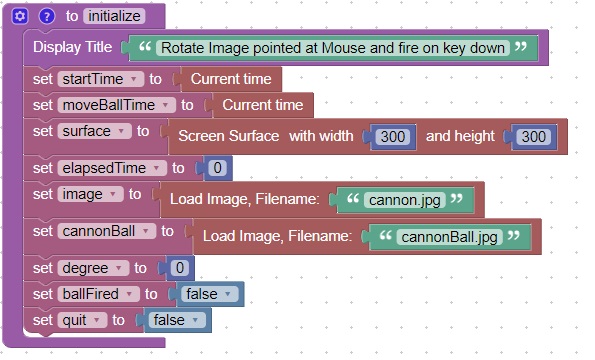 ? to initialize
Display Title “ Rotate Image pointed at Mouse and fire on key down ”
set startTime to Current time
set moveBallTime to Current time
set surface to Screen Surface with width 300 and height 300
set elapsedTime to 0
set image to Load Image, Filename: “ cannon.jpg ”
set cannonBall to Load Image, Filename: “ cannonBall.jpg ”
set degree to 0
set ballFired to false
set quit to false